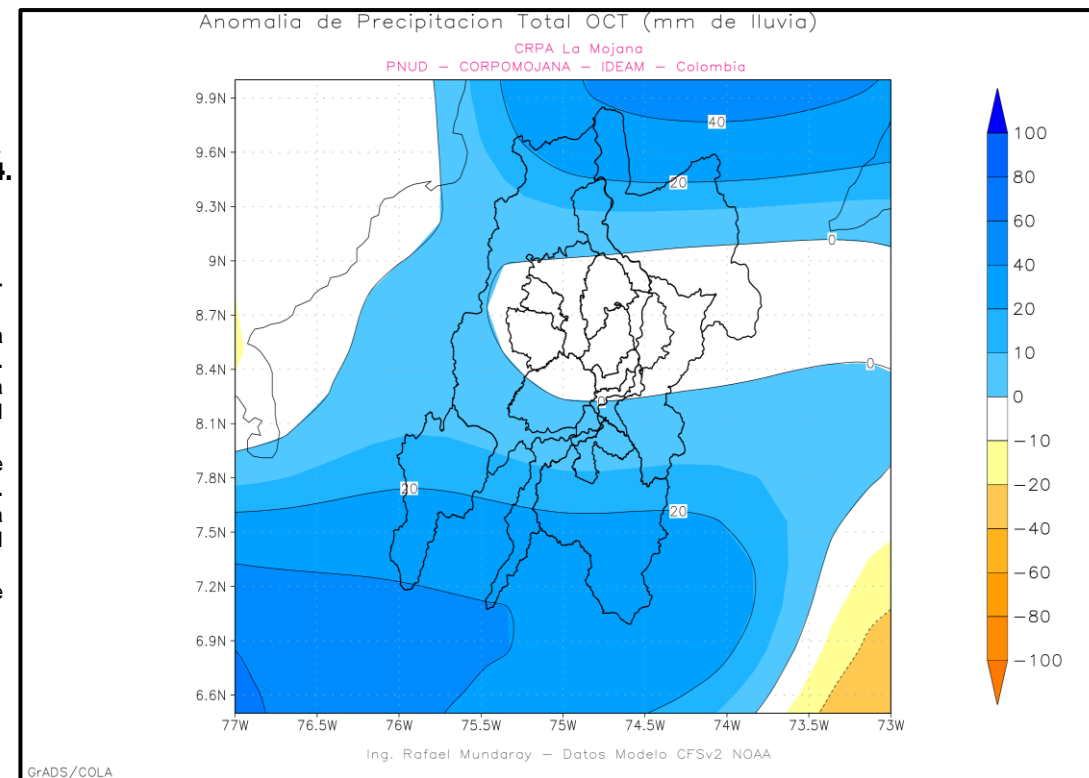 Anomalia de Precipitacion Total OCT (mm de lluvia)
CRPA La Mojana
PNUD – CORPOMOJANA – IDEAM – Colombia
4.
a
a
l
e
a
l
e
9.9N
9.6N
9.3N
9N
8.7N
8.4N
8.1N
7.8N
7.5N
7.2N
6.9N
6.6N
40
20
0
0
0
20
20
100
80
60
40
20
10
0
−10
−20
−40
−60
−80
−100
77W 76.5W 76W 75.5W 75W 74.5W 74W 73.5W 73W
Ing. Rafael Mundaray – Datos Modelo CFSv2 NOAA
GrADS/COLA